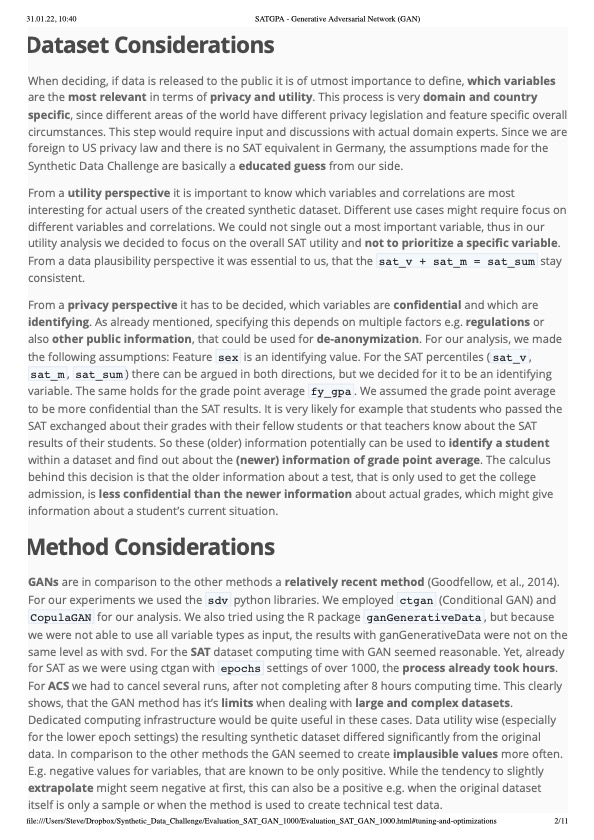 31.01.22, 10:40 SATGPA - Generative Adversarial Network (GAN)
Dataset Considerations
When deciding, if data is released to the public it is of utmost importance to define, which variables
are the most relevant in terms of privacy and utility. This process is very domain and country
specific, since different areas of the world have different privacy legislation and feature specific overall
circumstances. This step would require input and discussions with actual domain experts. Since we are
foreign to US privacy law and there is no SAT equivalent in Germany, the assumptions made for the
Synthetic Data Challenge are basically a educated guess from our side.
From a utility perspective it is important to know which variables and correlations are most
interesting for actual users of the created synthetic dataset. Different use cases might require focus on
different variables and correlations. We could not single out a most important variable, thus in our
utility analysis we decided to focus on the overall SAT utility and not to prioritize a specific variable.
From a data plausibility perspective it was essential to us, that the sat_v + sat_m = sat_sum stay
consistent.
From a privacy perspective it has to be decided, which variables are confidential and which are
identifying. As already mentioned, specifying this depends on multiple factors e.g. regulations or
also other public information, that could be used for de-anonymization. For our analysis, we made
the following assumptions: Feature sex is an identifying value. For the SAT percentiles ( sat_v ,
sat_m , sat_sum ) there can be argued in both directions, but we decided for it to be an identifying
variable. The same holds for the grade point average fy_gpa . We assumed the grade point average
to be more confidential than the SAT results. It is very likely for example that students who passed the
SAT exchanged about their grades with their fellow students or that teachers know about the SAT
results of their students. So these (older) information potentially can be used to identify a student
within a dataset and find out about the (newer) information of grade point average. The calculus
behind this decision is that the older information about a test, that is only used to get the college
admission, is less confidential than the newer information about actual grades, which might give
information about a student's current situation.
Method Considerations
GANs are in comparison to the other methods a relatively recent method (Goodfellow, et al., 2014).
For our experiments we used the sdv python libraries. We employed ctgan (Conditional GAN) and
CopulaGAN for our analysis. We also tried using the R package ganGenerativeData , but because
we were not able to use all variable types as input, the results with ganGenerativeData were not on the
same level as with svd. For the SAT dataset computing time with GAN seemed reasonable. Yet, already
for SAT as we were using ctgan with epochs settings of over 1000, the process already took hours.
For ACS we had to cancel several runs, after not completing after 8 hours computing time. This clearly
shows, that the GAN method has it's limits when dealing with large and complex datasets.
Dedicated computing infrastructure would be quite useful in these cases. Data utility wise (especially
for the lower epoch settings) the resulting synthetic dataset differed significantly from the original
data. In comparison to the other methods the GAN seemed to create implausible values more often.
E.g. negative values for variables, that are known to be only positive. While the tendency to slightly
extrapolate might seem negative at first, this can also be a positive e.g. when the original dataset
itself is only a sample or when the method is used to create technical test data.
file:///Users/Steve/Dropbox/Synthetic_Data_Challenge/Evaluation_SAT_GAN_1000/Evaluation_SAT_GAN_1000.html#tuning-and-optimizations 2/11